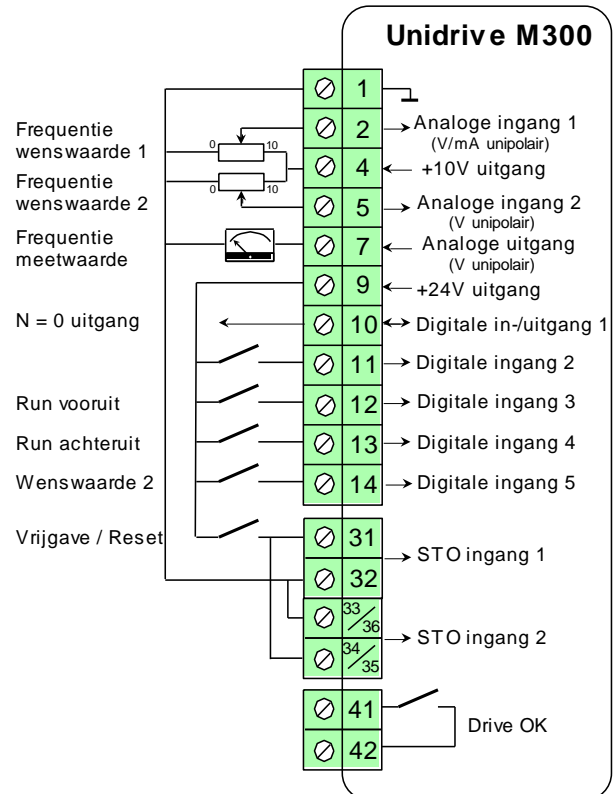 Unidrive M300
1
Frequentie
wenswaarde 1
0 10
2
Analoge ingang 1
(V/mA unipolair)
4
+10V uitgang
Frequentie
wenswaarde 2
0 10
5
Analoge ingang 2
(V unipolair)
Frequentie
meetwaarde
7
Analoge uitgang
(V unipolair)
9
+24V uitgang
N = 0 uitgang
10
Digitale in-/uitgang 1
11
Digitale ingang 2
Run vooruit
12
Digitale ingang 3
Run achteruit
13
Digitale ingang 4
Wenswaarde 2
14
Digitale ingang 5
Vrijgave / Reset
31
STO ingang 1
32
33/36
STO ingang 2
34/35
41
Drive OK
42